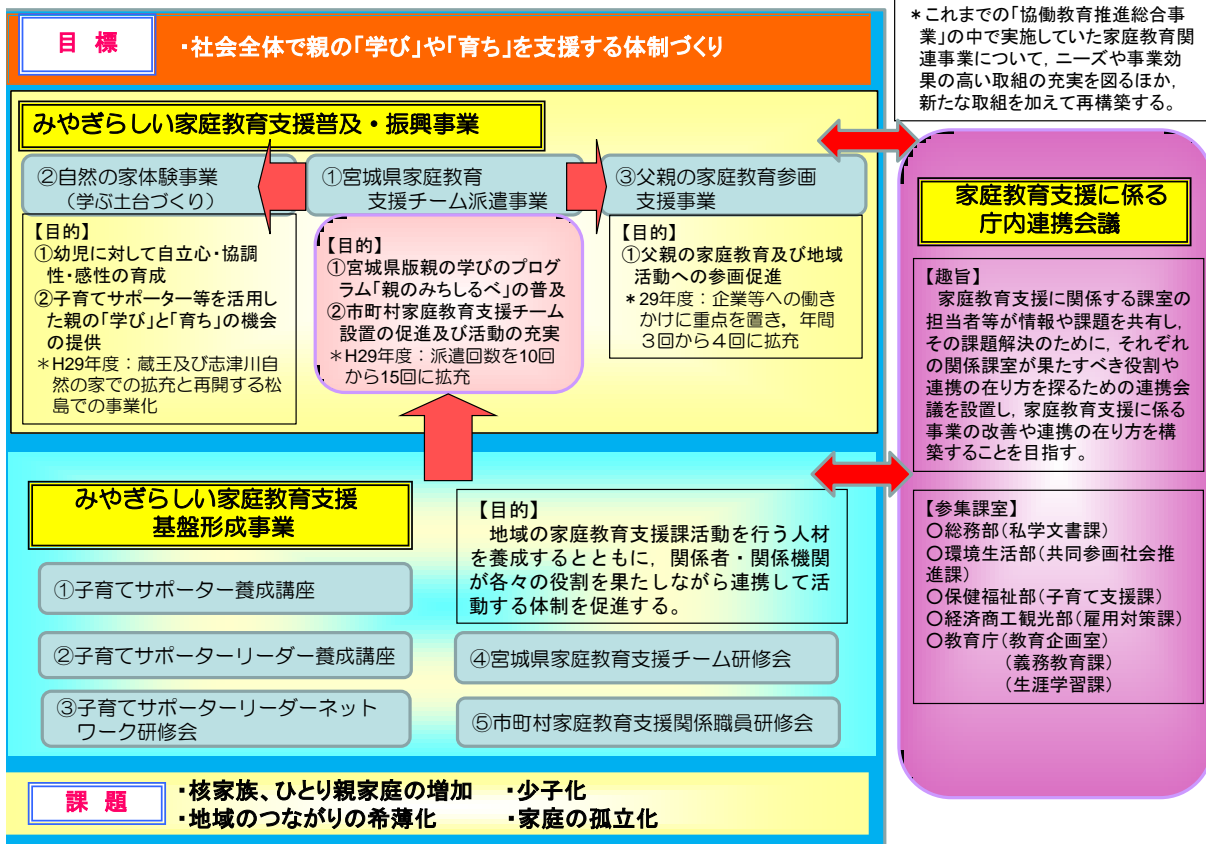 目 標
・社会全体で親の「学び」や「育ち」を支援する体制づくり
＊これまでの「協働教育推進総合事
業」の中で実施していた家庭教育関
連事業について，ニーズや事業効
果の高い取組の充実を図るほか，
新たな取組を加えて再構築する。
みやぎらしい家庭教育支援普及・振興事業
②自然の家体験事業
（学ぶ土台づくり）
【目的】
①幼児に対して自立心・協調
性・感性の育成
②子育てサポーター等を活用し
た親の「学び」と「育ち」の機会
の提供
＊H29年度：蔵王及び志津川自
然の家での拡充と再開する松
島での事業化
①宮城県家庭教育
支援チーム派遣事業
【目的】
①宮城県版親の学びのプログ
ラム「親のみちしるべ」の普及
②市町村家庭教育支援チーム
設置の促進及び活動の充実
＊H29年度：派遣回数を10回
から15回に拡充
③父親の家庭教育参画
支援事業
【目的】
①父親の家庭教育及び地域
活動への参画促進
＊29年度：企業等への働き
かけに重点を置き，年間
３回から４回に拡充
みやぎらしい家庭教育支援
基盤形成事業
【目的】
地域の家庭教育支援課活動を行う人材
を養成するとともに，関係者・関係機関
が各々の役割を果たしながら連携して活
動する体制を促進する。
①子育てサポーター養成講座
②子育てサポーターリーダー養成講座
③子育てサポーターリーダーネット
ワーク研修会
④宮城県家庭教育支援チーム研修会
⑤市町村家庭教育支援関係職員研修会
課 題
・核家族、ひとり親家庭の増加　・少子化
・地域のつながりの希薄化　・家庭の孤立化
家庭教育支援に係る
庁内連携会議
【趣旨】
家庭教育支援に関係する課室の
担当者等が情報や課題を共有し，
その課題解決のために，それぞれ
の関係課室が果たすべき役割や
連携の在り方を探るための連携会
議を設置し，家庭教育支援に係る
事業の改善や連携の在り方を構
築することを目指す。
【参集課室】
○総務部（私学文書課）
○環境生活部（共同参画社会推
進課）
○保健福祉部（子育て支援課）
○経済商工観光部（雇用対策課）
○教育庁（教育企画室）
（義務教育課）
（生涯学習課）